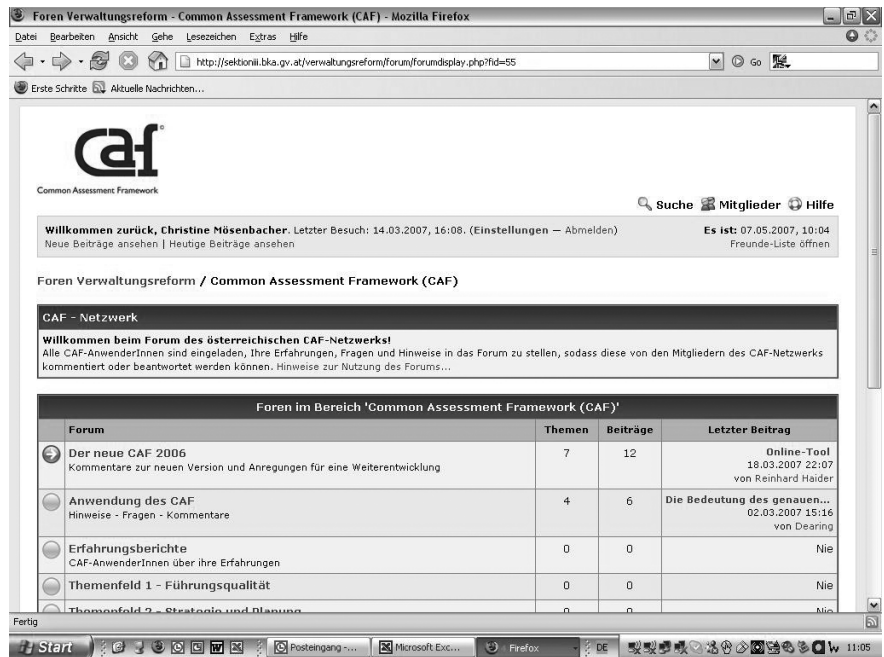 Foren Verwaltungsreform - Common Assessment Framework (CAF) - Mozilla Firefox
Datei Bearbeiten Ansicht Gehe Lesezeichen Extras Hilfe
http://sektioniii.bka.gv.at/verwaltungsreform/forum/forumdisplay.php?fid=55 Go
Erste Schritte Aktuelle Nachrichten...
caf
Common Assessment Framework
Suche Mitglieder Hilfe
Willkommen zurück, Christine Mösenbacher. Letzter Besuch: 14.03.2007, 16:08. (Einstellungen — Abmelden) Es ist: 07.05.2007, 10:04
Neue Beiträge ansehen | Heutige Beiträge ansehen Freunde-Liste öffnen
Foren Verwaltungsreform / Common Assessment Framework (CAF)
CAF - Netzwerk
Willkommen beim Forum des österreichischen CAF-Netzwerks!
Alle CAF-AnwenderInnen sind eingeladen, Ihre Erfahrungen, Fragen und Hinweise in das Forum zu stellen, sodass diese von den Mitgliedern des CAF-Netzwerks
kommentiert oder beantwortet werden können. Hinweise zur Nutzung des Forums...
Foren im Bereich 'Common Assessment Framework (CAF)'
Forum Themen Beiträge Letzter Beitrag
Der neue CAF 2006 7 12 Online-Tool
Kommentare zur neuen Version und Anregungen für eine Weiterentwicklung 18.03.2007 22:07
von Reinhard Haider
Anwendung des CAF 4 6 Die Bedeutung des genauen...
Hinweise - Fragen - Kommentare 02.03.2007 15:16
von Dearing
Erfahrungsberichte 0 0 Nie
CAF-AnwenderInnen über ihre Erfahrungen
Themenfeld 1 - Führungsqualität 0 0 Nie
Themenfeld 2 - Strategie und Planung 0 0 Nie
Fertig
Start Posteingang -... Microsoft Exc... Firefox DE 11:05